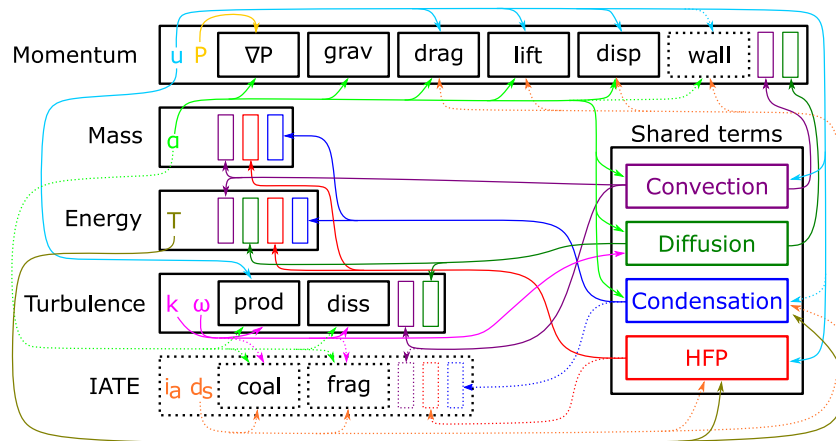 Momentum u P ∇P grav drag lift disp wall
Mass α
Shared terms
Convection
Energy T
Diffusion
Turbulence k ω prod diss
Condensation
HFP
IATE iₐ dₛ coal frag